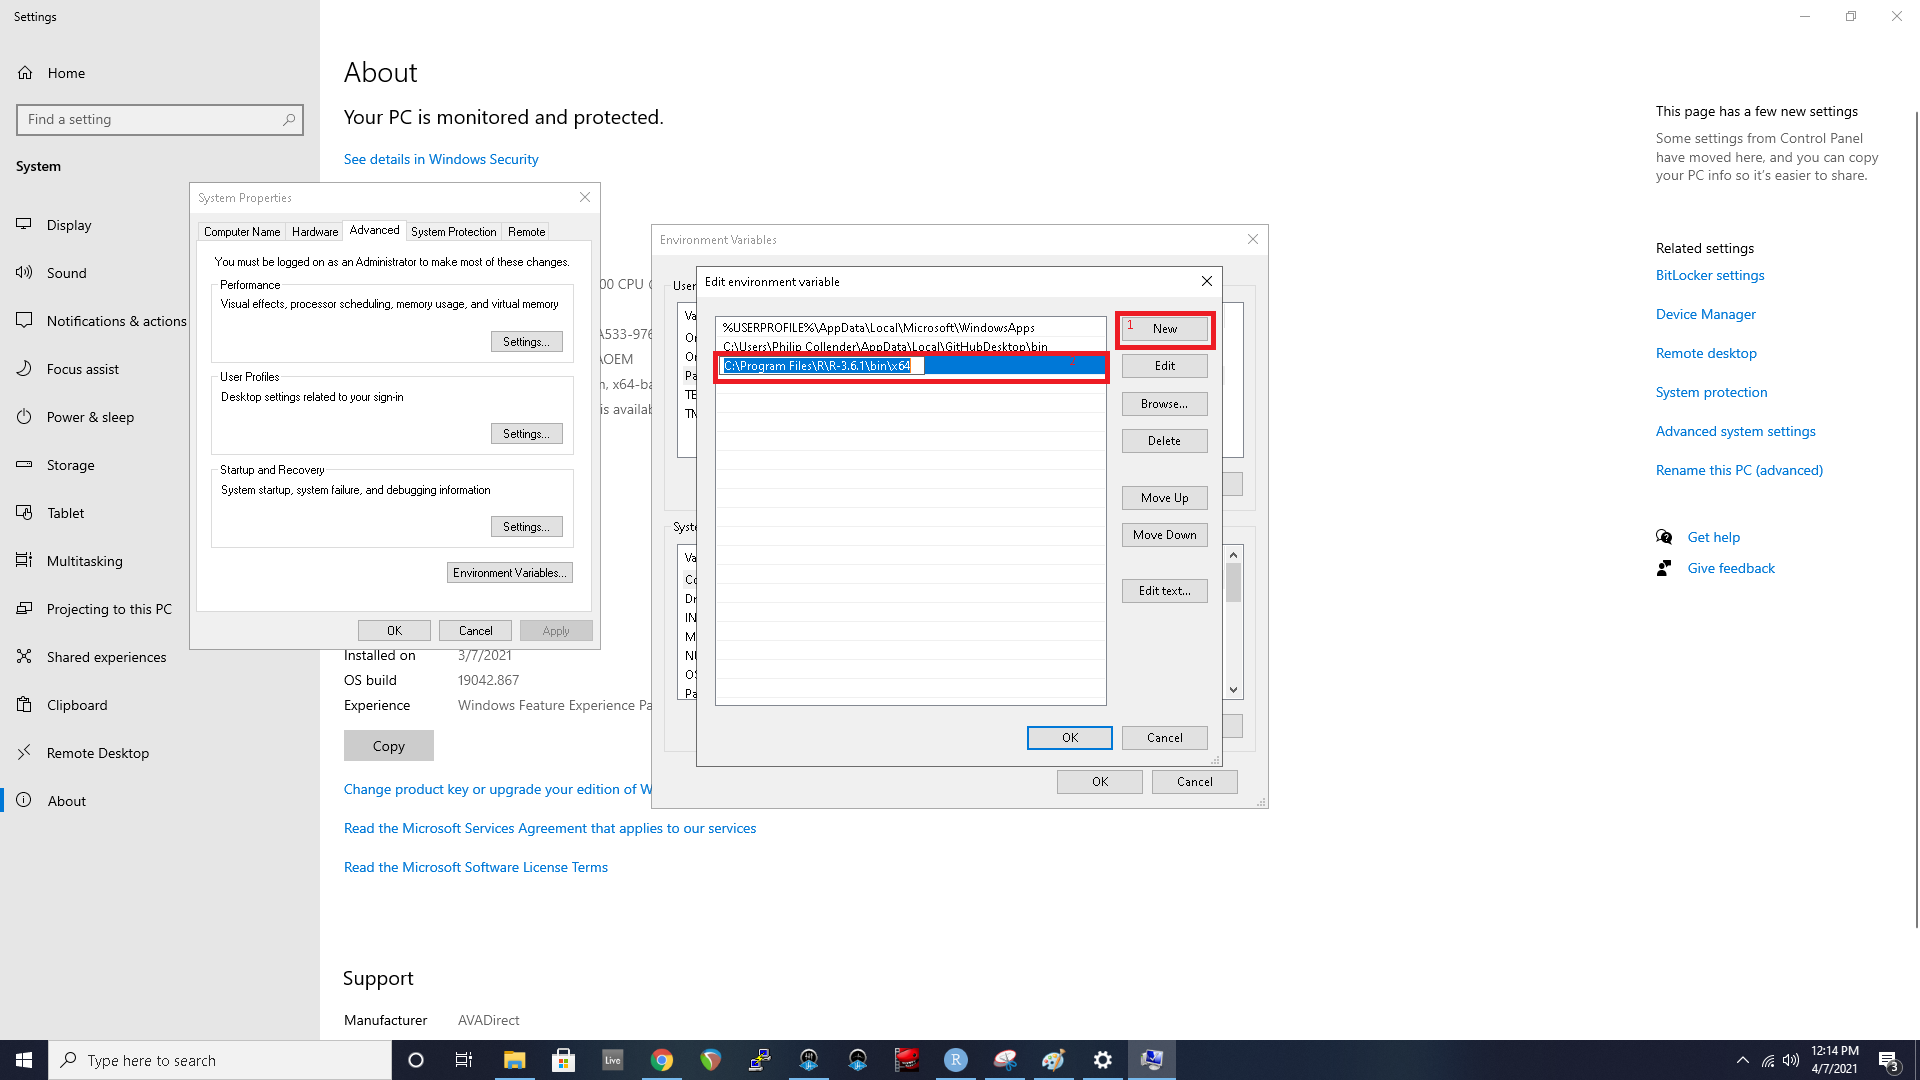 Settings
Home
Find a setting
System
Display
Sound
Notifications & actions
Focus assist
Power & sleep
Storage
Tablet
Multitasking
Projecting to this PC
Shared experiences
Clipboard
Remote Desktop
About
About
Your PC is monitored and protected.
See details in Windows Security
System Properties
Computer Name
Hardware
Advanced
System Protection
Remote
You must be logged on as an Administrator to make most of these changes.
Performance
Visual effects, processor scheduling, memory usage, and virtual memory
Settings...
User Profiles
Desktop settings related to your sign-in
Settings...
Startup and Recovery
System startup, system failure, and debugging information
Settings...
Environment Variables...
OK
Cancel
Apply
00 CPU
A533-976
OEM
n, x64-ba
is availab
Installed on 3/7/2021
OS build 19042.867
Experience Windows Feature Experience Pa
Copy
Change product key or upgrade your edition of W
Read the Microsoft Services Agreement that applies to our services
Read the Microsoft Software License Terms
Support
Manufacturer AVADirect
Environment Variables
User
Va
On
On
Pa
TE
TM
Syste
Va
Co
Dr
IN
M
NU
OS
Pa
Edit environment variable
%USERPROFILE%\AppData\Local\Microsoft\WindowsApps
C:\Users\Philip Collender\AppData\Local\GitHubDesktop\bin
C:\Program Files\R\R-3.6.1\bin\x64
1
2
New
Edit
Browse...
Delete
Move Up
Move Down
Edit text...
OK
Cancel
OK
Cancel
This page has a few new settings
Some settings from Control Panel
have moved here, and you can copy
your PC info so it's easier to share.
Related settings
BitLocker settings
Device Manager
Remote desktop
System protection
Advanced system settings
Rename this PC (advanced)
Get help
Give feedback
Type here to search
Live
R
12:14 PM
4/7/2021
3